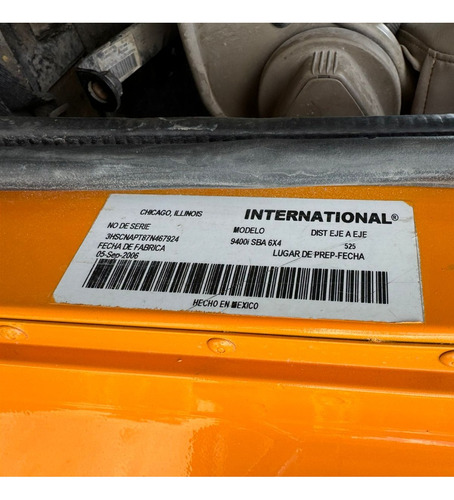 CHICAGO, ILLINOIS INTERNATIONAL®
NO DE SERIE MODELO DIST EJE A EJE
3HSCNAPT87N467924 9400i SBA 6X4 525
FECHA DE FABRICA LUGAR DE PREP-FECHA
05-Sep-2006
HECHO EN MEXICO